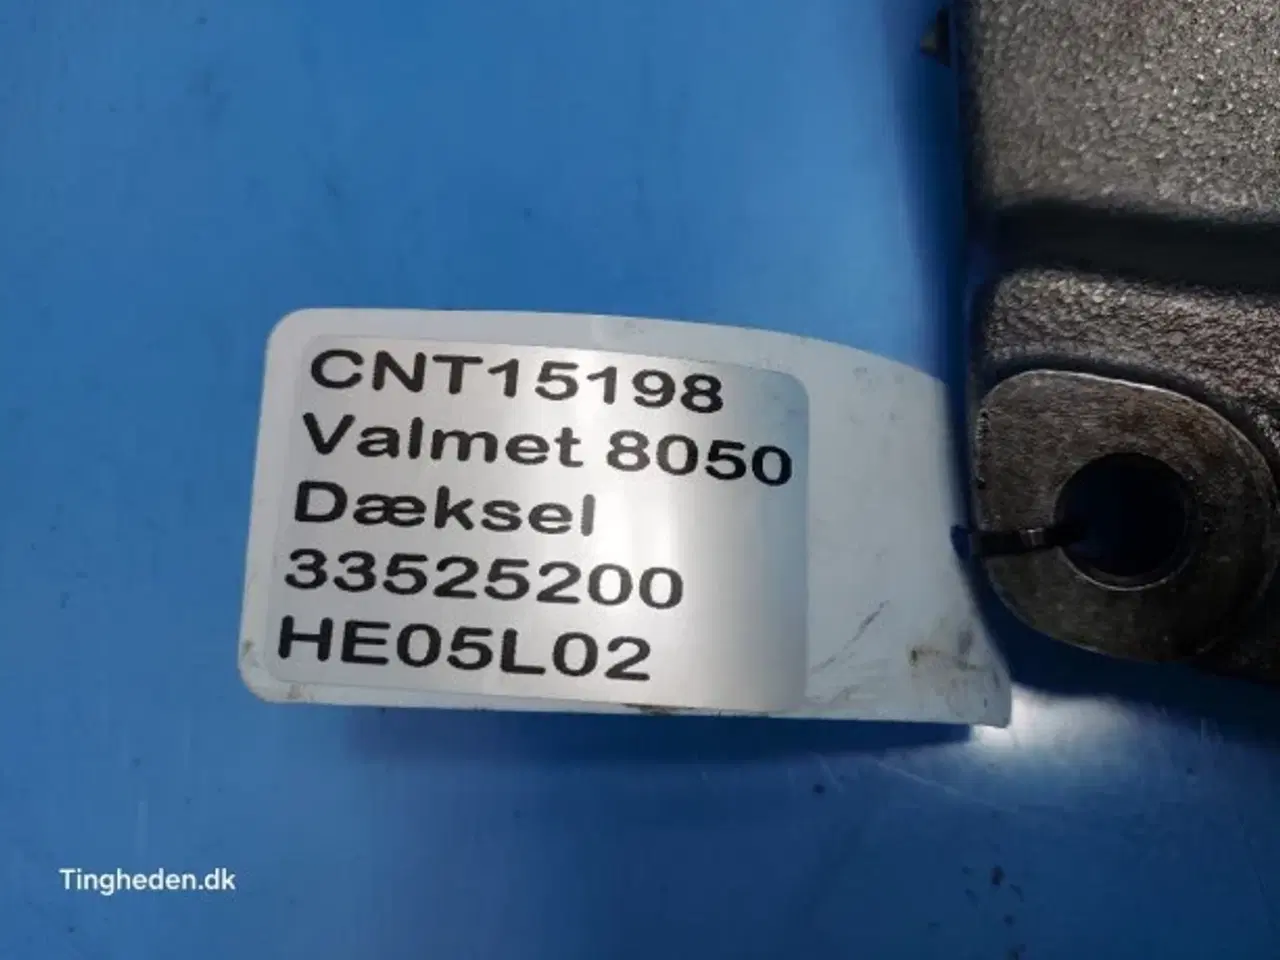 CNT15198
Valmet 8050
Dæksel
33525200
HE05L02
Tingheden.dk